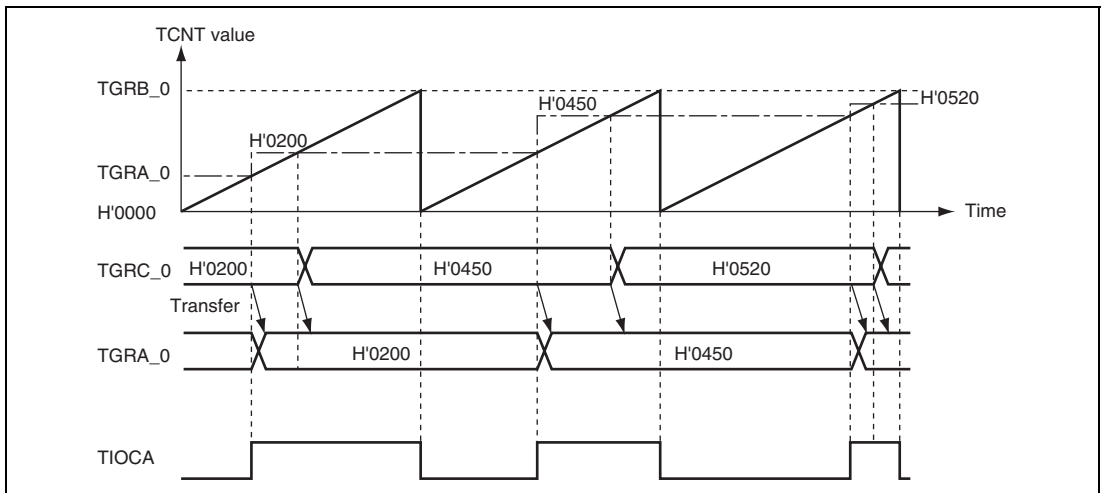 TCNT value
TGRB_0
H'0520
H'0450
H'0200
TGRA_0
H'0000
Time
TGRC_0 H'0200 H'0450 H'0520
Transfer
TGRA_0 H'0200 H'0450
TIOCA